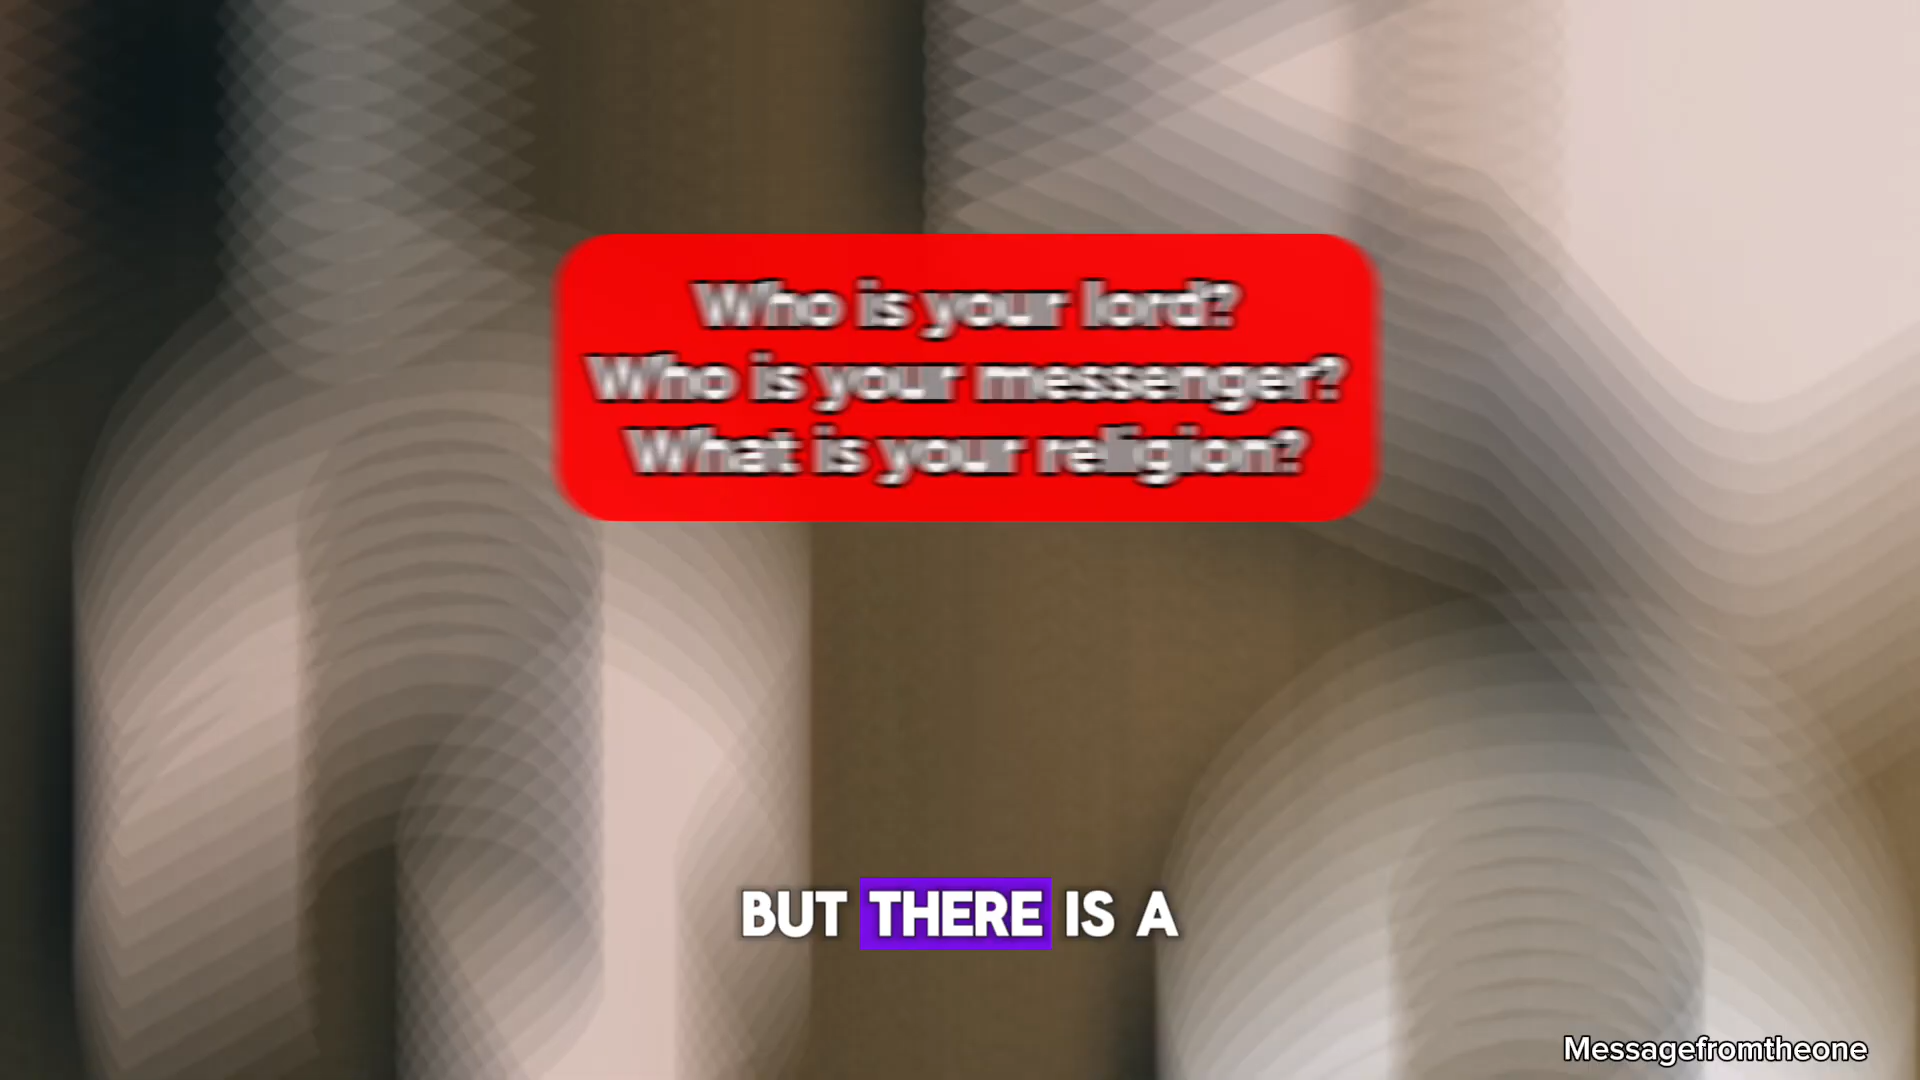 Who is your lord?
Who is your messenger?
What is your religion?
BUT THERE IS A
Messagefromtheone